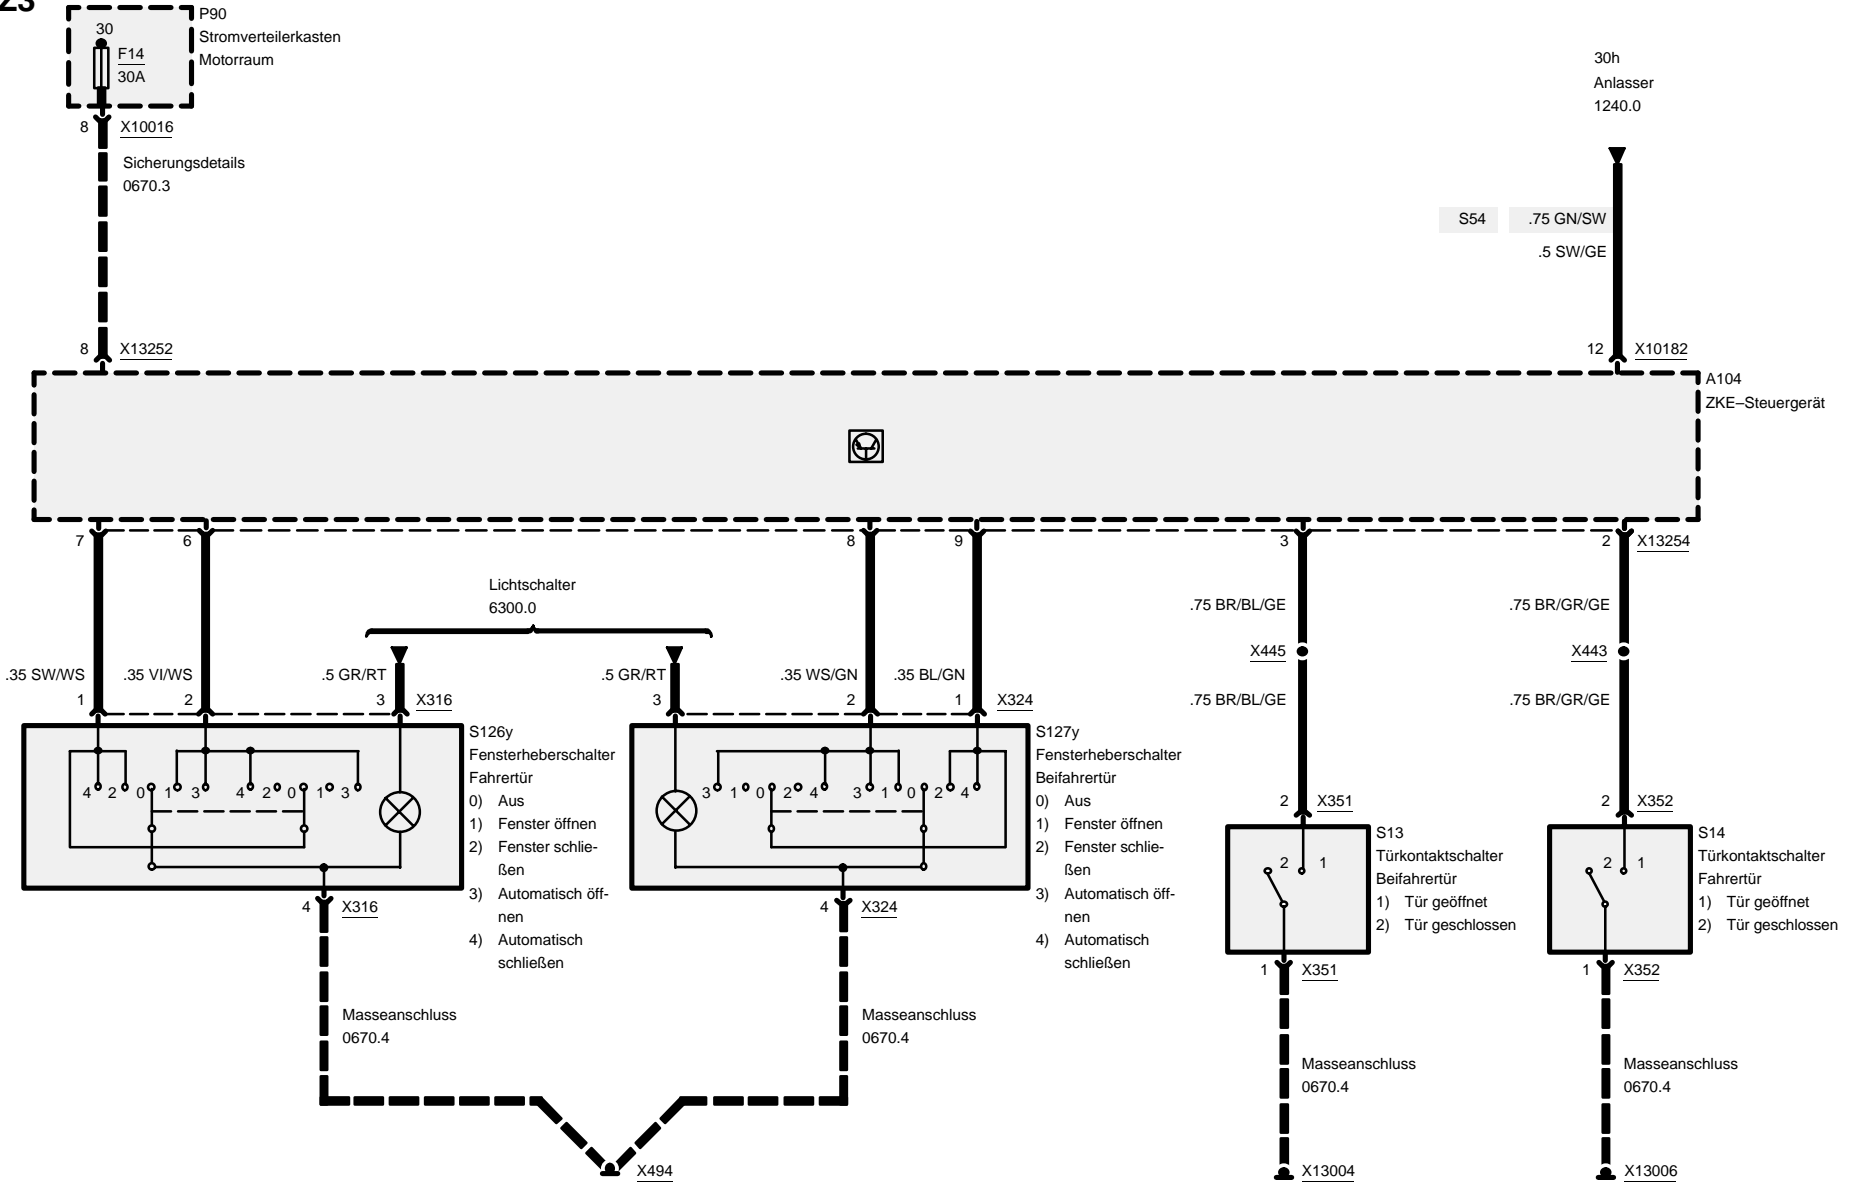 Z3
P90
Stromverteilerkasten
Motorraum
30
F14
30A
8 X10016
Sicherungsdetails
0670.3
30h
Anlasser
1240.0
S54 .75 GN/SW
.5 SW/GE
8 X13252
12 X10182
A104
ZKE–Steuergerät
7 6 8 9 3 2 X13254
Lichtschalter
6300.0
.75 BR/BL/GE .75 BR/GR/GE
X445 X443
.35 SW/WS .35 VI/WS .5 GR/RT .5 GR/RT .35 WS/GN .35 BL/GN
1 2 3 X316 3 2 1 X324
.75 BR/BL/GE .75 BR/GR/GE
S126y
Fensterheberschalter
Fahrertür
0) Aus
1) Fenster öffnen
2) Fenster schlie-
ßen
3) Automatisch öff-
nen
4) Automatisch
schließen
4 2 0 1 3 4 2 0 1 3
S127y
Fensterheberschalter
Beifahrertür
0) Aus
1) Fenster öffnen
2) Fenster schlie-
ßen
3) Automatisch öff-
nen
4) Automatisch
schließen
3 1 0 2 4 3 1 0 2 4
2 X351
S13
Türkontaktschalter
Beifahrertür
1) Tür geöffnet
2) Tür geschlossen
2 1
2 X352
S14
Türkontaktschalter
Fahrertür
1) Tür geöffnet
2) Tür geschlossen
2 1
4 X316
4 X324
1 X351
1 X352
Masseanschluss
0670.4
Masseanschluss
0670.4
Masseanschluss
0670.4
Masseanschluss
0670.4
X494
X13004
X13006